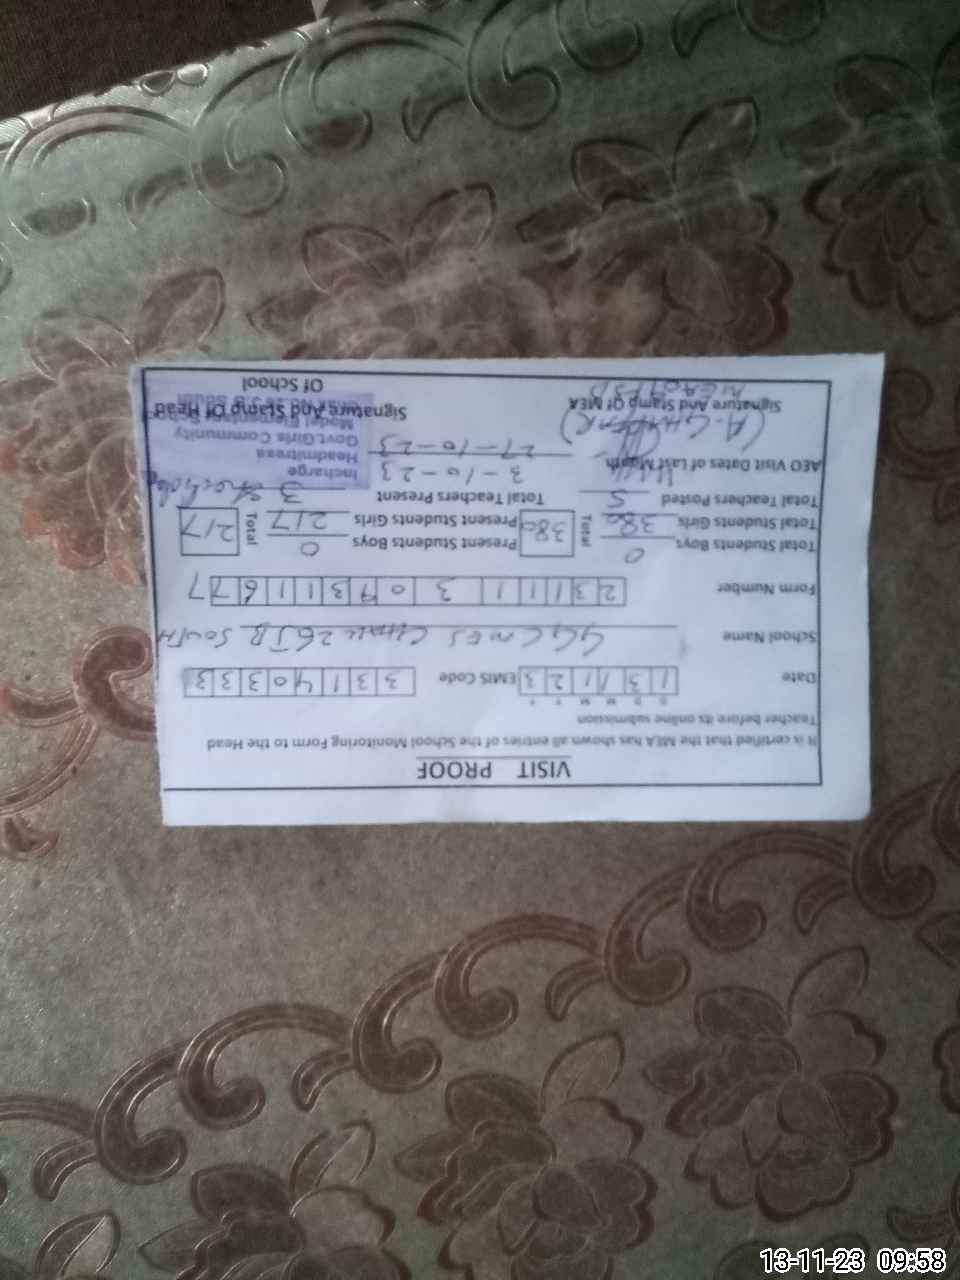 VISIT PROOF
It is certified that the MEA has shown all entries of the School Monitoring Form to the Head
Teacher before its online submission
Date 1 3 1 1 2 3 EMIS Code 3 3 1 4 0 3 3 3
School Name GGCMES CHAK 26 JB SOUTH
Form Number 2 3 1 1 1 3 0 9 3 1 1 6 7 7
Total Students Boys 0 Present Students Boys 0
Total Students Girls 380 Total 380 Present Students Girls 217 Total 217
Total Teachers Posted 5 Total Teachers Present 3
AEO Visit Dates of Last Month 3-10-23
27-10-23
Incharge
Headmitress
Govt.Girls Community
Model Elementary School
Signature And Stamp Of MEA Signature And Stamp Of Head
Of School
13-11-23 09:58